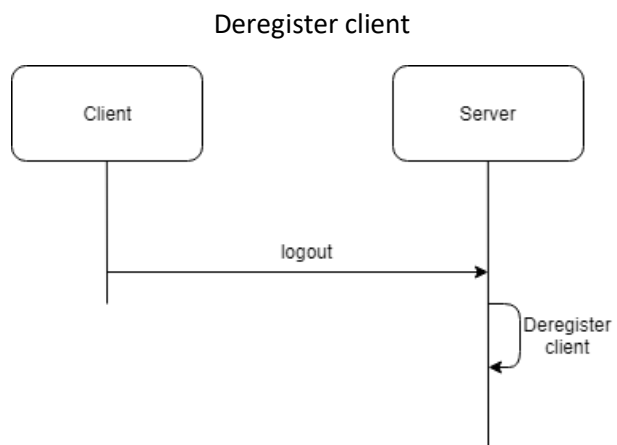 Deregister client
Client
Server
logout
Deregister
client